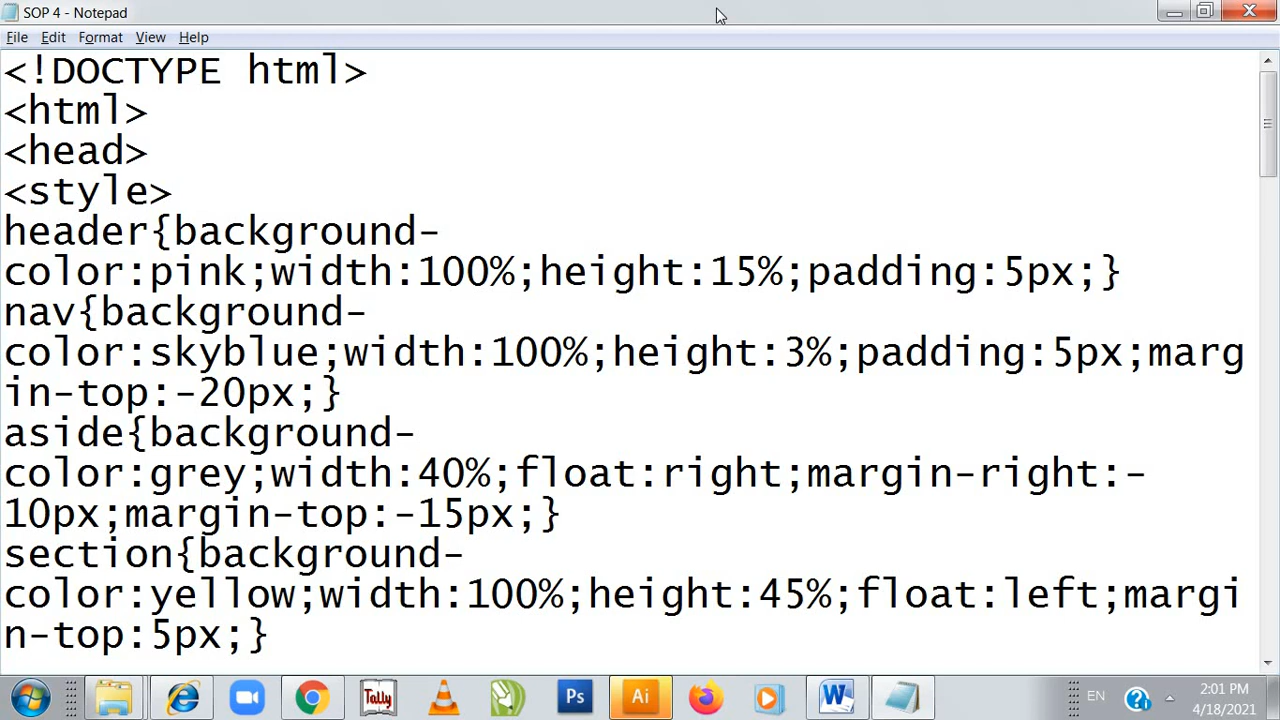 SOP 4 - Notepad
File Edit Format View Help
<!DOCTYPE html>
<html>
<head>
<style>
header{background-
color:pink;width:100%;height:15%;padding:5px;}
nav{background-
color:skyblue;width:100%;height:3%;padding:5px;marg
in-top:-20px;}
aside{background-
color:grey;width:40%;float:right;margin-right:-
10px;margin-top:-15px;}
section{background-
color:yellow;width:100%;height:45%;float:left;margi
n-top:5px;}
Tally Ps Ai W EN 2:01 PM
4/18/2021